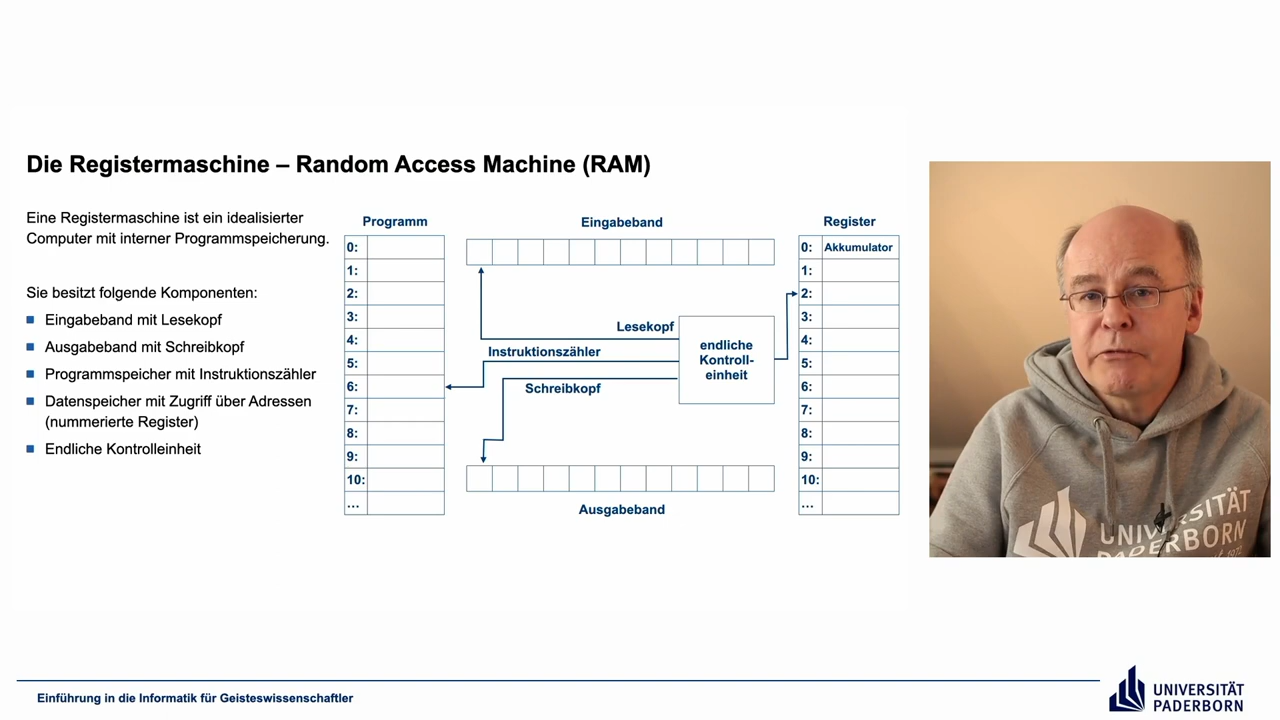 Die Registermaschine – Random Access Machine (RAM)
Eine Registermaschine ist ein idealisierter
Computer mit interner Programmspeicherung.
Sie besitzt folgende Komponenten:
Eingabeband mit Lesekopf
Ausgabeband mit Schreibkopf
Programmspeicher mit Instruktionszähler
Datenspeicher mit Zugriff über Adressen
(nummerierte Register)
Endliche Kontrolleinheit
Programm
0:
1:
2:
3:
4:
5:
6:
7:
8:
9:
10:
...
Eingabeband
Lesekopf
Instruktionszähler
Schreibkopf
endliche
Kontroll-
einheit
Ausgabeband
Register
0: Akkumulator
1:
2:
3:
4:
5:
6:
7:
8:
9:
10:
...
UNIVERSITÄT
PADERBORN
Einführung in die Informatik für Geisteswissenschaftler
UNIVERSITÄT
PADERBORN